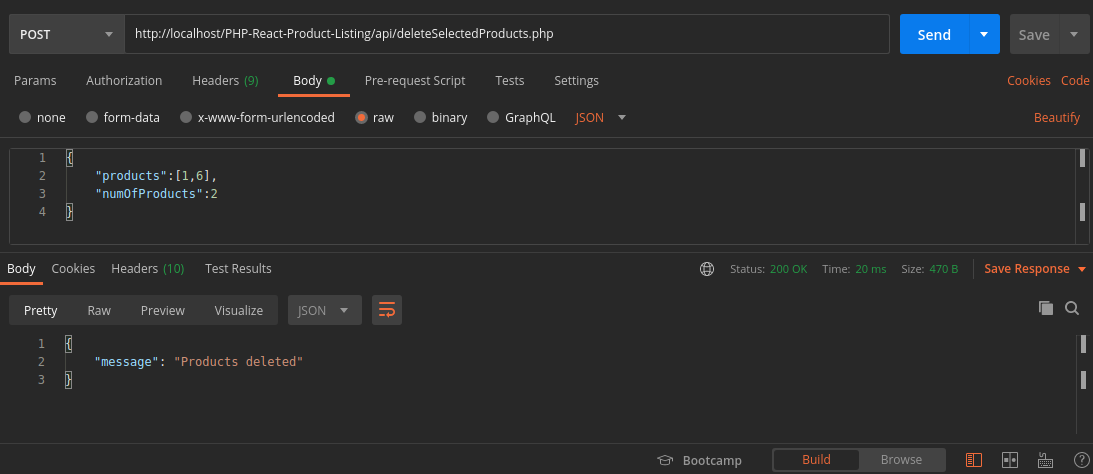 POST http://localhost/PHP-React-Product-Listing/api/deleteSelectedProducts.php Send Save
Params Authorization Headers (9) Body Pre-request Script Tests Settings Cookies Code
none form-data x-www-form-urlencoded raw binary GraphQL JSON Beautify
1 {
2 "products":[1,6],
3 "numOfProducts":2
4 }
Body Cookies Headers (10) Test Results Status: 200 OK Time: 20 ms Size: 470 B Save Response
Pretty Raw Preview Visualize JSON
1 {
2 "message": "Products deleted"
3 }
Bootcamp Build Browse ?